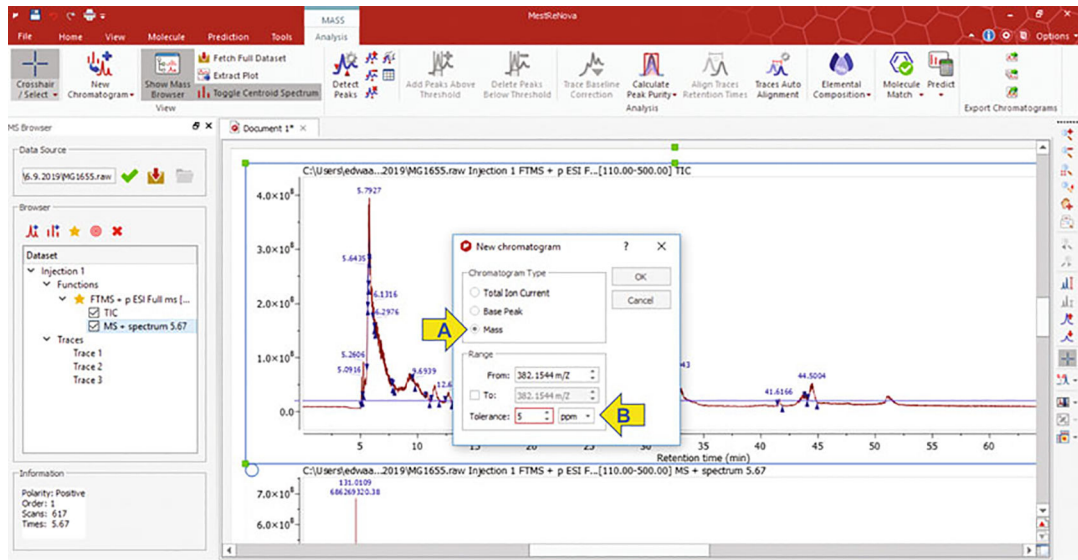 MestReNova
MASS
File Home View Molecule Prediction Tools Analysis
Options
Crosshair / Select
New Chromatogram
Show Mass Browser
Fetch Full Dataset
Extract Plot
Toggle Centroid Spectrum
View
Detect Peaks
Add Peaks Above Threshold
Delete Peaks Below Threshold
Trace Baseline Correction
Calculate Peak Purity
Align Traces Retention Times
Traces Auto Alignment
Elemental Composition
Molecule Match
Predict
Analysis
Export Chromatograms
MS Browser
Document 1*
Data Source
\6.9.2019\MG1655.raw
Browser
Dataset
Injection 1
Functions
FTMS + p ESI Full ms [...
TIC
MS + spectrum 5.67
Traces
Trace 1
Trace 2
Trace 3
Information
Polarity: Positive
Order: 1
Scans: 617
Times: 5.67
C:\Users\edwaa...2019\MG1655.raw Injection 1 FTMS + p ESI F...[110.00-500.00] TIC
4.0×10⁸
3.0×10⁸
2.0×10⁸
1.0×10⁸
0.0
5.7927
5.6435
6.1316
6.2976
5.2606
5.0916
9.6939
12.6
43
41.6166
44.5004
5 10 15 20 25 30 35 40 45 50 55 60
Retention time (min)
New chromatogram
? ×
Chromatogram Type
Total Ion Current
Base Peak
Mass
OK
Cancel
A
Range
From: 382.1544 m/Z
To: 382.1544 m/Z
Tolerance: 5 ppm
B
C:\Users\edwaa...2019\MG1655.raw Injection 1 FTMS + p ESI F...[110.00-500.00] MS + spectrum 5.67
131.0109
686269320.38
7.0×10⁸
6.0×10⁸